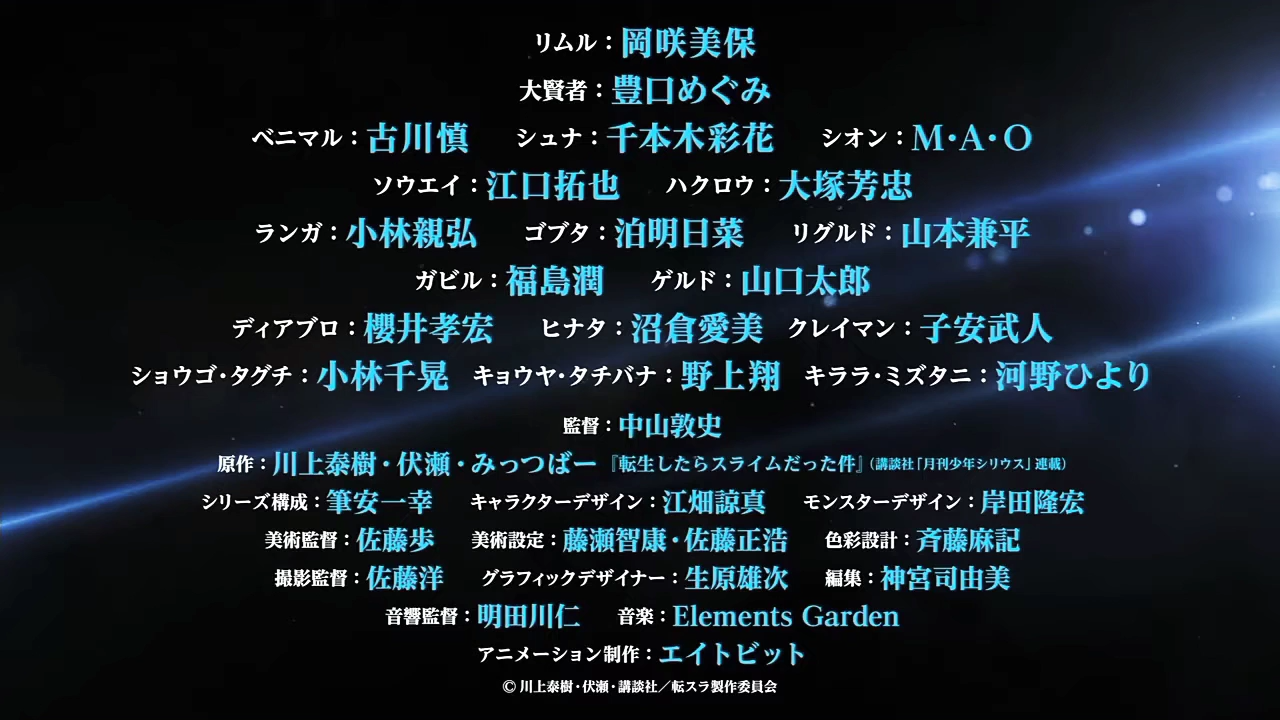 リムル：岡咲美保
大賢者：豊口めぐみ
ベニマル：古川慎 シュナ：千本木彩花 シオン：M・A・O
ソウエイ：江口拓也 ハクロウ：大塚芳忠
ランガ：小林親弘 ゴブタ：泊明日菜 リグルド：山本兼平
ガビル：福島潤 ゲルド：山口太郎
ディアブロ：櫻井孝宏 ヒナタ：沼倉愛美 クレイマン：子安武人
ショウゴ・タグチ：小林千晃 キョウヤ・タチバナ：野上翔 キララ・ミズタニ：河野ひより
監督：中山敦史
原作：川上泰樹・伏瀬・みっつばー『転生したらスライムだった件』（講談社「月刊少年シリウス」連載）
シリーズ構成：筆安一幸 キャラクターデザイン：江畑諒真 モンスターデザイン：岸田隆宏
美術監督：佐藤歩 美術設定：藤瀬智康・佐藤正浩 色彩設計：斉藤麻記
撮影監督：佐藤洋 グラフィックデザイナー：生原雄次 編集：神宮司由美
音響監督：明田川仁 音楽：Elements Garden
アニメーション制作：エイトビット
© 川上泰樹・伏瀬・講談社／転スラ製作委員会